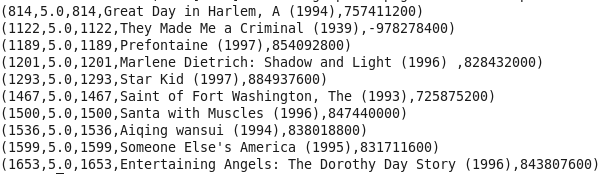 (814,5.0,814,Great Day in Harlem, A (1994),757411200)
(1122,5.0,1122,They Made Me a Criminal (1939),-978278400)
(1189,5.0,1189,Prefontaine (1997),854092800)
(1201,5.0,1201,Marlene Dietrich: Shadow and Light (1996) ,828432000)
(1293,5.0,1293,Star Kid (1997),884937600)
(1467,5.0,1467,Saint of Fort Washington, The (1993),725875200)
(1500,5.0,1500,Santa with Muscles (1996),847440000)
(1536,5.0,1536,Aiqing wansui (1994),838018800)
(1599,5.0,1599,Someone Else's America (1995),831711600)
(1653,5.0,1653,Entertaining Angels: The Dorothy Day Story (1996),843807600)